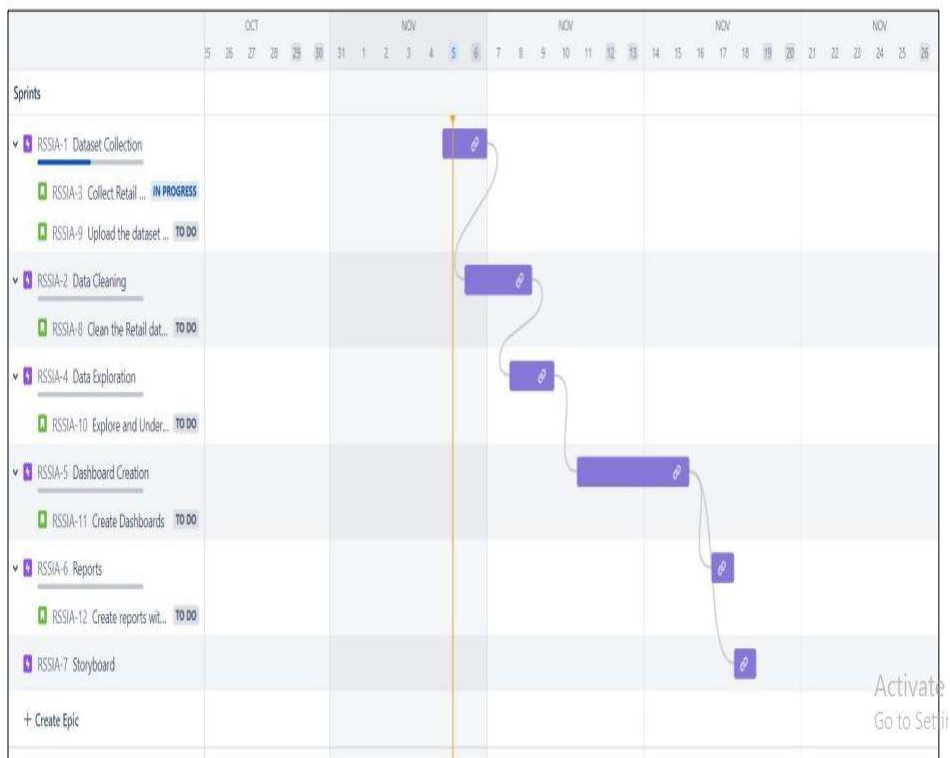 OCT NOV NOV NOV NOV
25 26 27 28 29 30 31 1 2 3 4 5 6 7 8 9 10 11 12 13 14 15 16 17 18 19 20 21 22 23 24 25 26
Sprints
RSSIA-1 Dataset Collection
RSSIA-3 Collect Retail ... IN PROGRESS
RSSIA-9 Upload the dataset ... TO DO
RSSIA-2 Data Cleaning
RSSIA-8 Clean the Retail dat... TO DO
RSSIA-4 Data Exploration
RSSIA-10 Explore and Under... TO DO
RSSIA-5 Dashboard Creation
RSSIA-11 Create Dashboards TO DO
RSSIA-6 Reports
RSSIA-12 Create reports wit... TO DO
RSSIA-7 Storyboard
Activate
Go to Settin
+ Create Epic